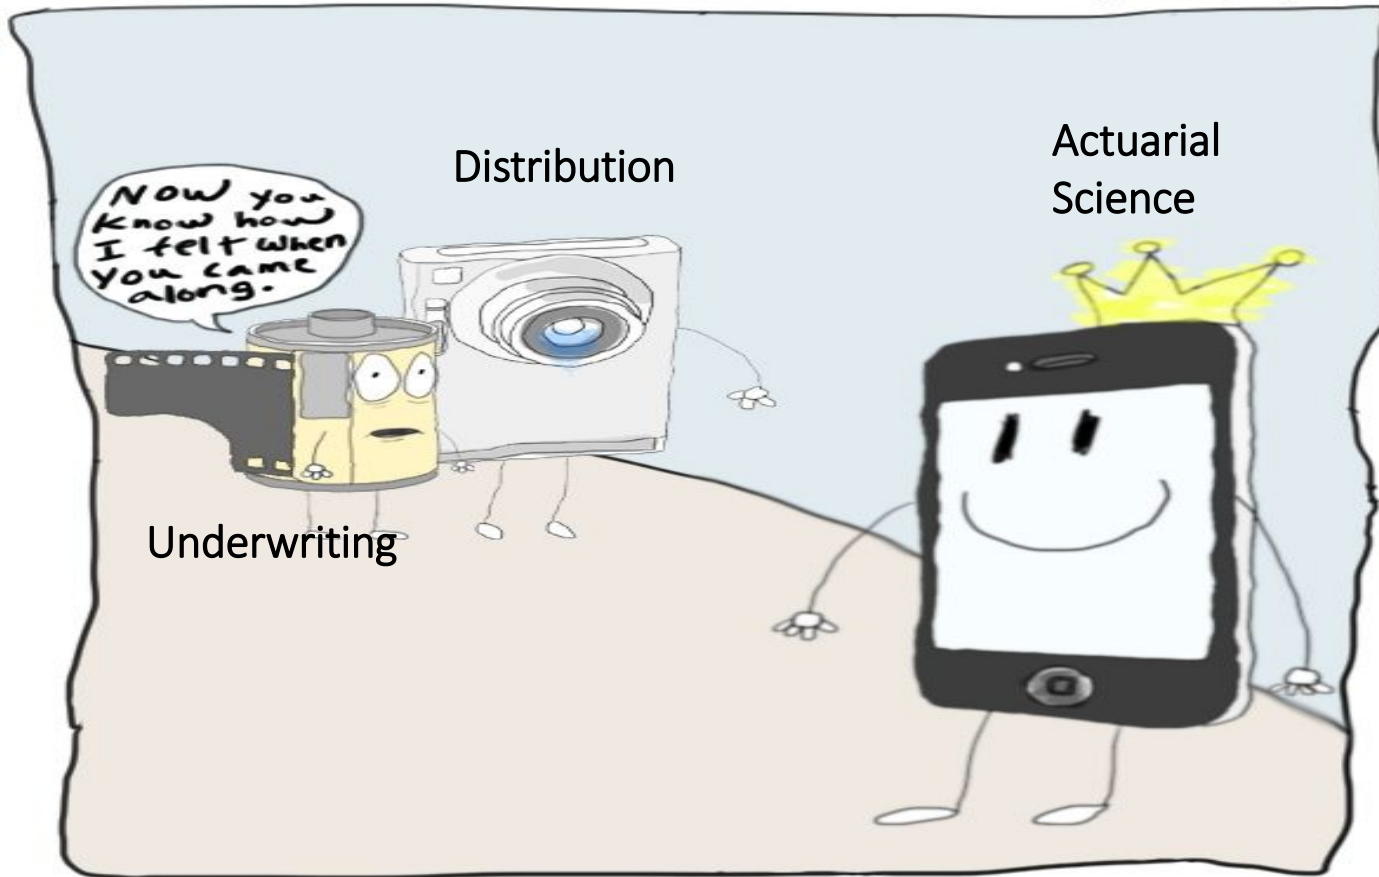 Distribution
Actuarial
Science
NOW you
know how
I felt when
you came
along.
Underwriting